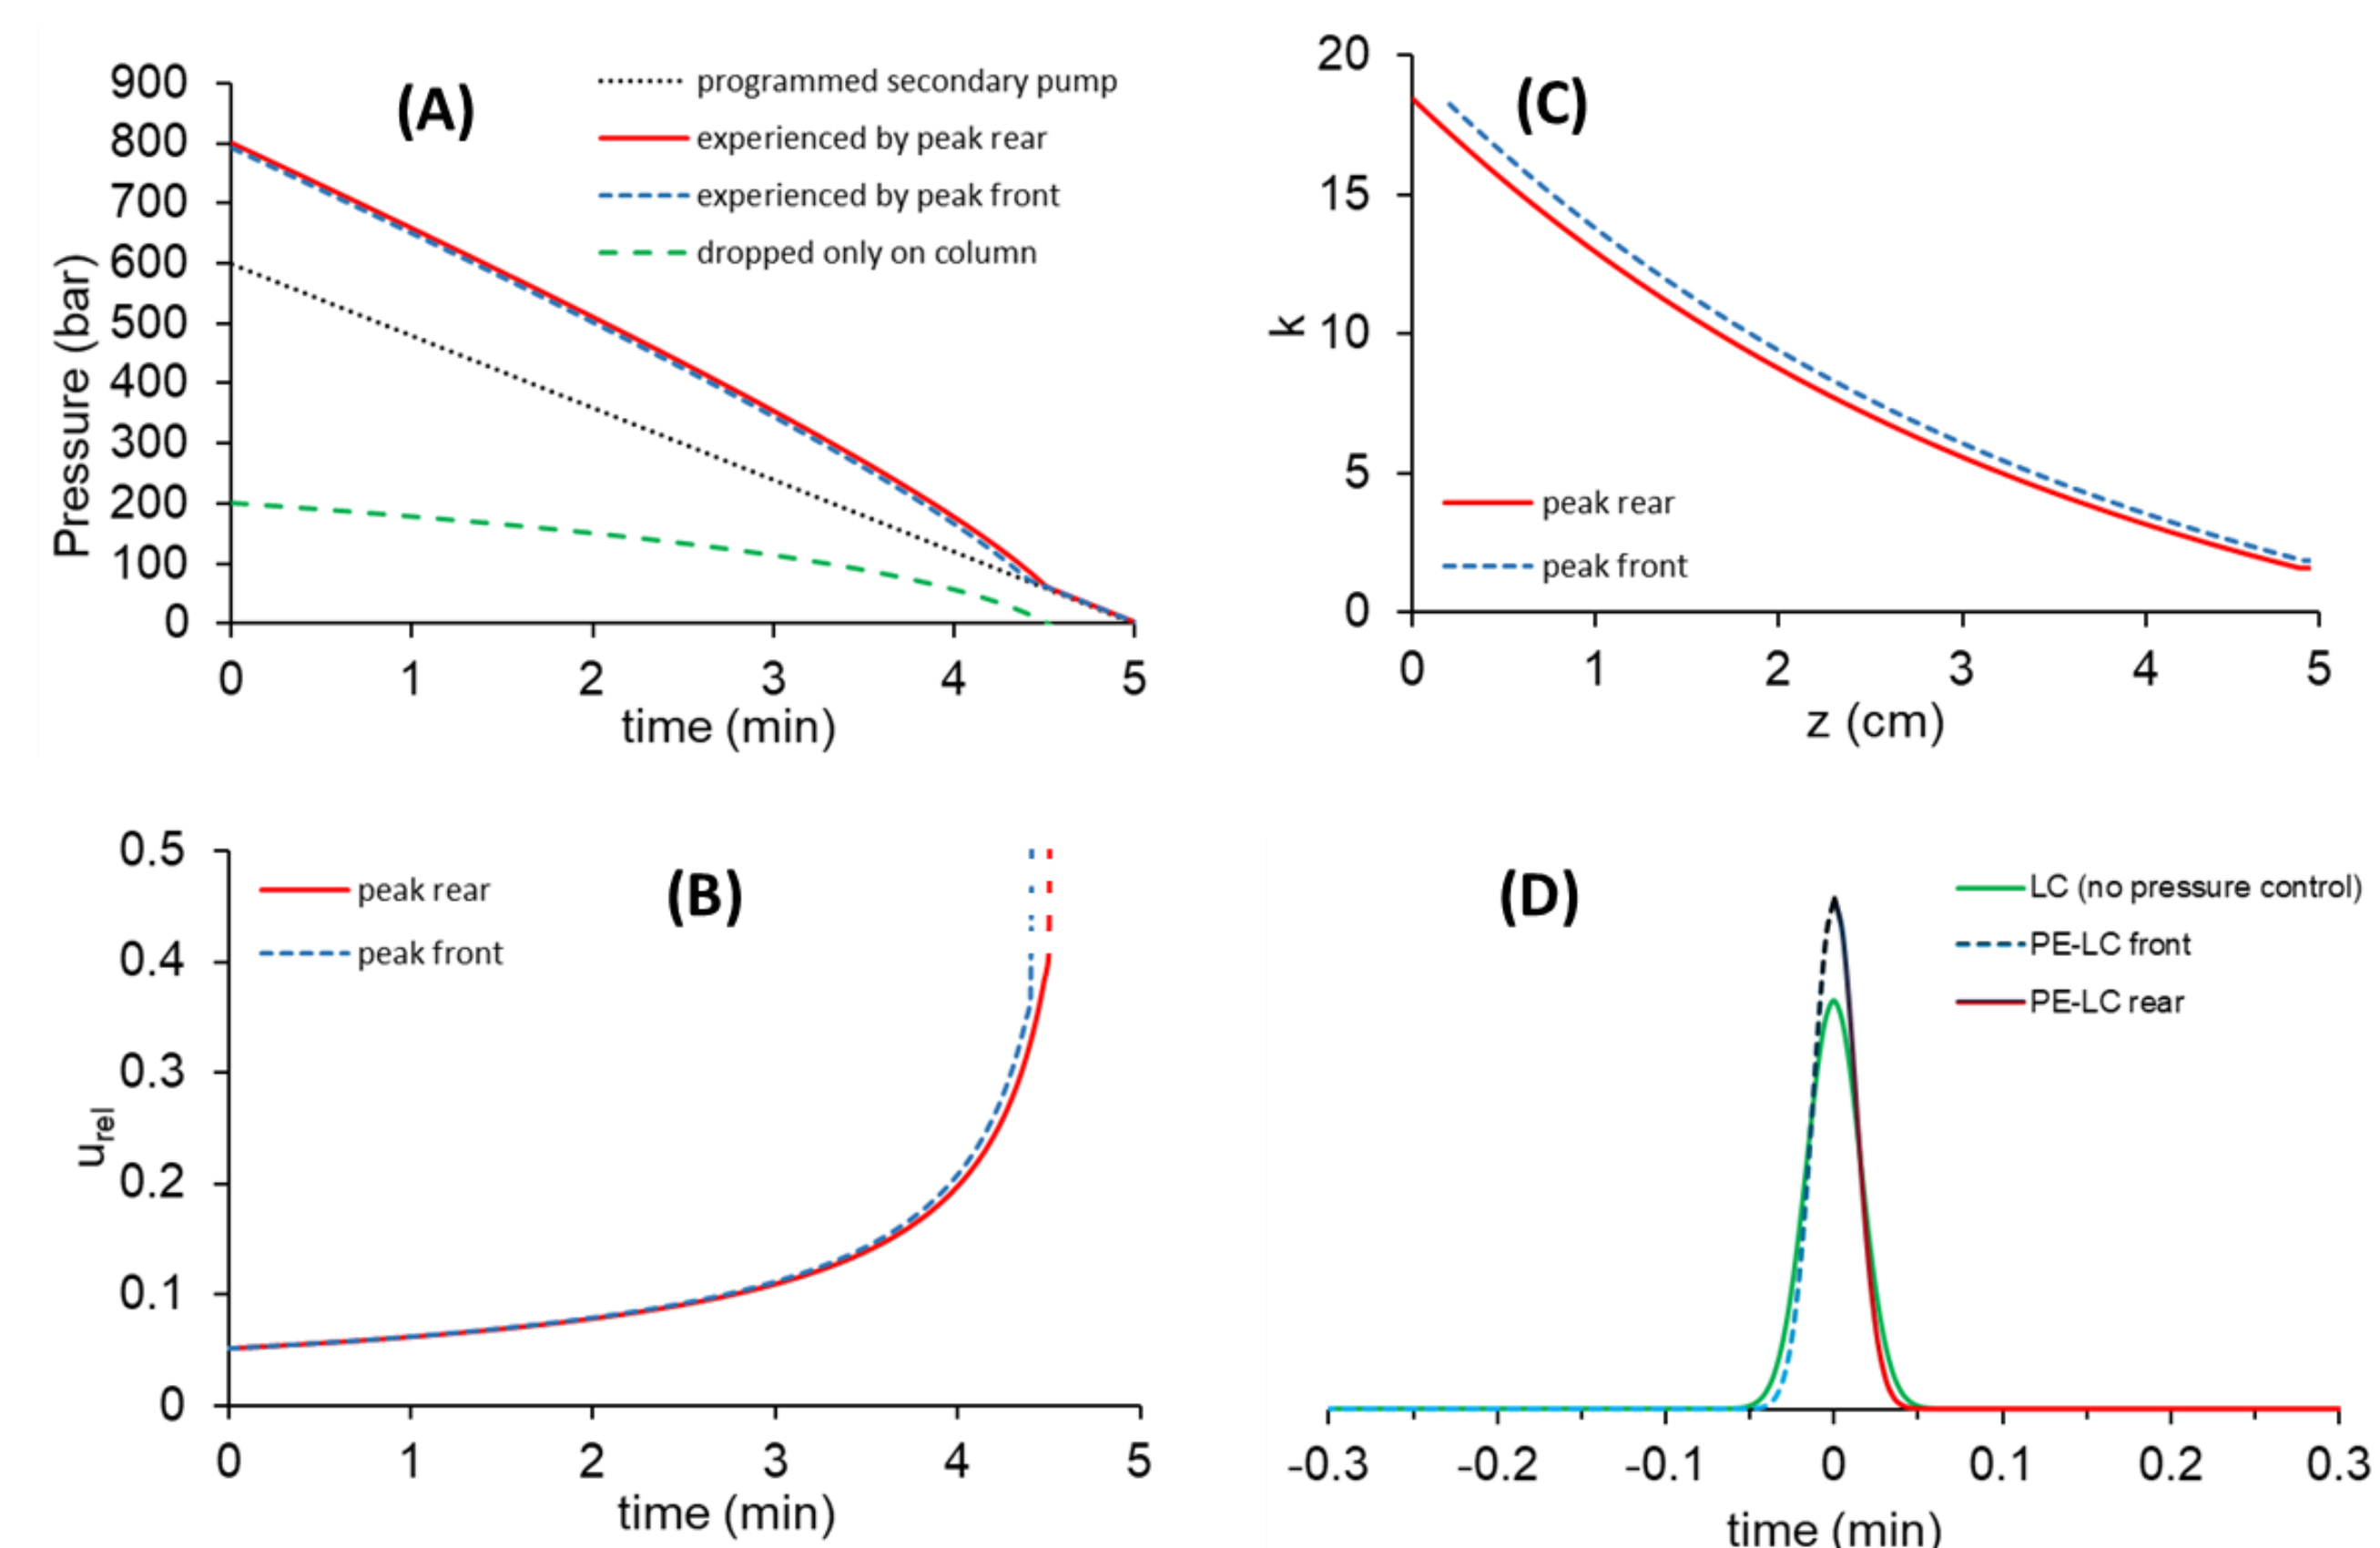 (A)
programmed secondary pump
experienced by peak rear
experienced by peak front
dropped only on column
Pressure (bar)
900
800
700
600
500
400
300
200
100
0
0 1 2 3 4 5
time (min)
(C)
k
20
15
10
5
0
peak rear
peak front
0 1 2 3 4 5
z (cm)
(B)
peak rear
peak front
urel
0.5
0.4
0.3
0.2
0.1
0
0 1 2 3 4 5
time (min)
(D)
LC (no pressure control)
PE-LC front
PE-LC rear
-0.3 -0.2 -0.1 0 0.1 0.2 0.3
time (min)